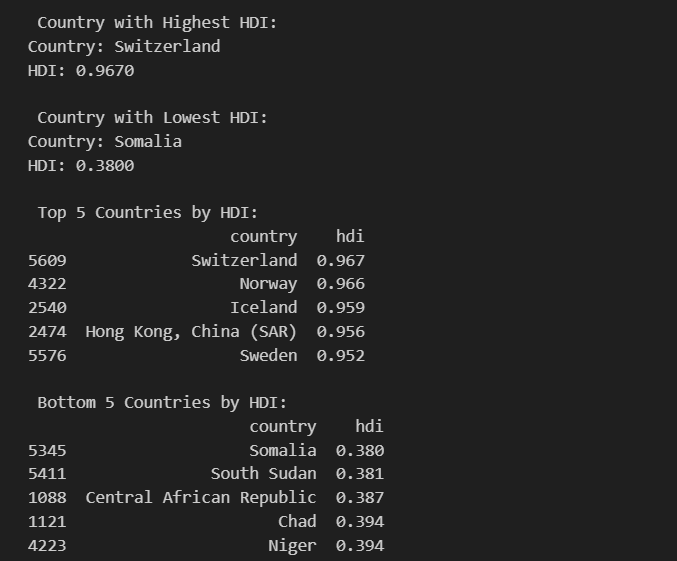 Country with Highest HDI:
Country: Switzerland
HDI: 0.9670
Country with Lowest HDI:
Country: Somalia
HDI: 0.3800
Top 5 Countries by HDI:
country hdi
5609 Switzerland 0.967
4322 Norway 0.966
2540 Iceland 0.959
2474 Hong Kong, China (SAR) 0.956
5576 Sweden 0.952
Bottom 5 Countries by HDI:
country hdi
5345 Somalia 0.380
5411 South Sudan 0.381
1088 Central African Republic 0.387
1121 Chad 0.394
4223 Niger 0.394